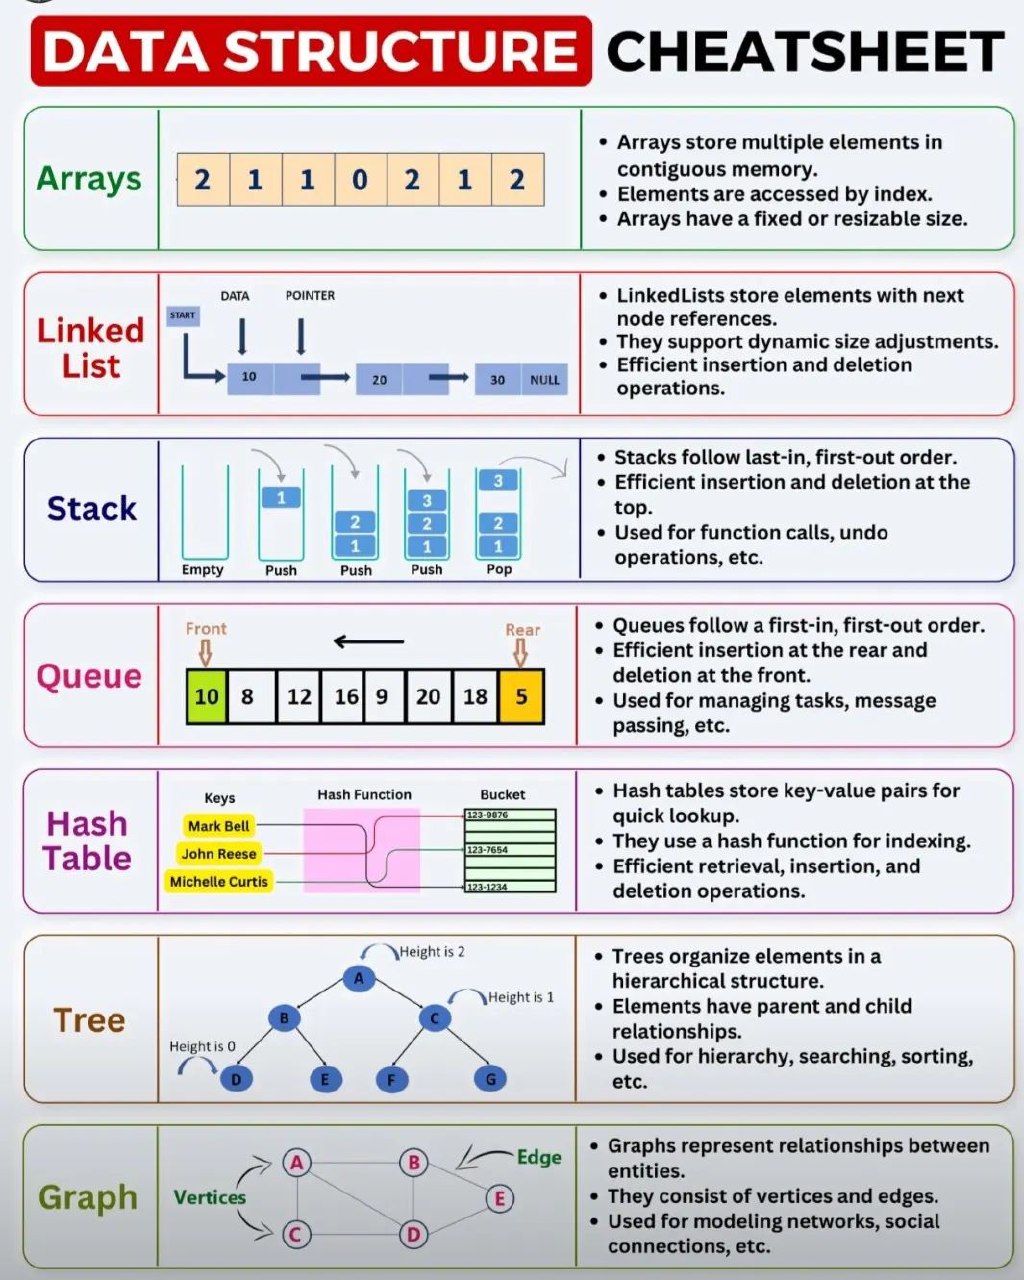 DATA STRUCTURE CHEATSHEET
Arrays
2 1 1 0 2 1 2
• Arrays store multiple elements in
contiguous memory.
• Elements are accessed by index.
• Arrays have a fixed or resizable size.
Linked
List
DATA POINTER
START
10 20 30 NULL
• LinkedLists store elements with next
node references.
• They support dynamic size adjustments.
• Efficient insertion and deletion
operations.
Stack
1
2
1
3
2
1
3
2
1
Empty Push Push Push Pop
• Stacks follow last-in, first-out order.
• Efficient insertion and deletion at the
top.
• Used for function calls, undo
operations, etc.
Queue
Front Rear
10 8 12 16 9 20 18 5
• Queues follow a first-in, first-out order.
• Efficient insertion at the rear and
deletion at the front.
• Used for managing tasks, message
passing, etc.
Hash
Table
Keys Hash Function Bucket
Mark Bell
John Reese
Michelle Curtis
123-9876
123-7654
123-1234
• Hash tables store key-value pairs for
quick lookup.
• They use a hash function for indexing.
• Efficient retrieval, insertion, and
deletion operations.
Tree
Height is 2
A
Height is 1
B C
Height is 0
D E F G
• Trees organize elements in a
hierarchical structure.
• Elements have parent and child
relationships.
• Used for hierarchy, searching, sorting,
etc.
Graph
Vertices
A B Edge
E
C D
• Graphs represent relationships between
entities.
• They consist of vertices and edges.
• Used for modeling networks, social
connections, etc.